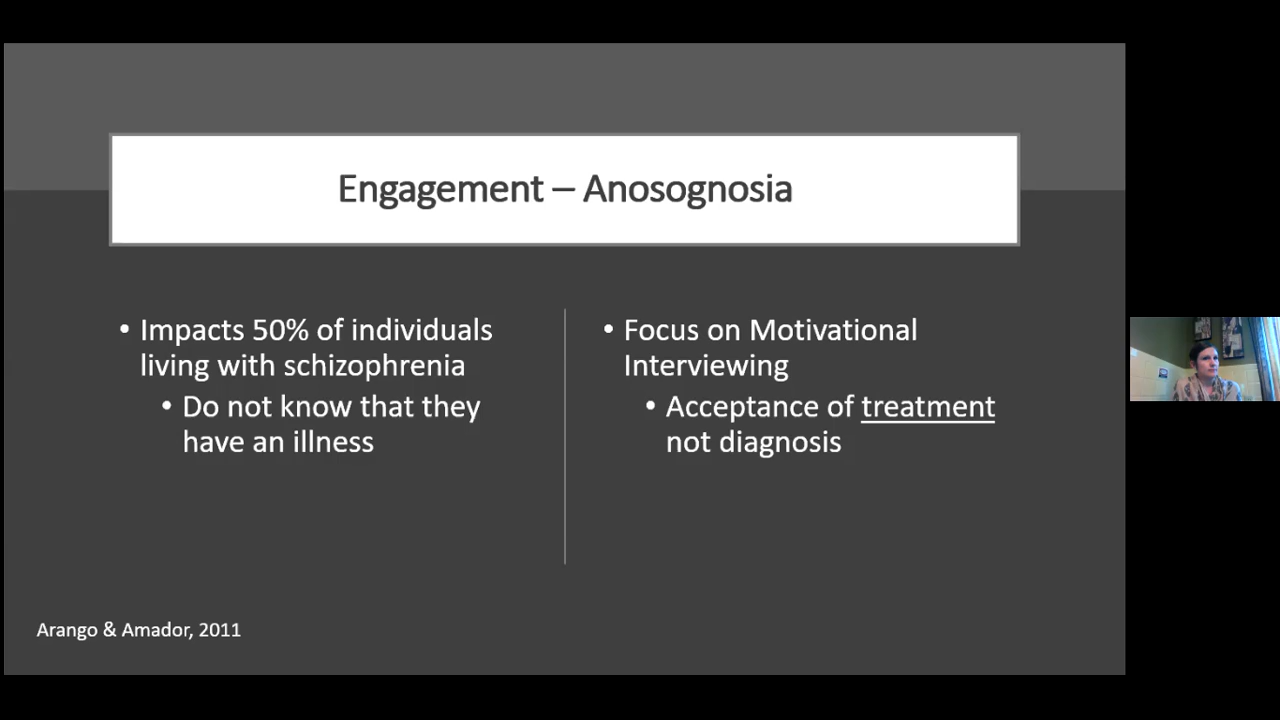 Engagement – Anosognosia
• Impacts 50% of individuals
living with schizophrenia
• Do not know that they
have an illness
• Focus on Motivational
Interviewing
• Acceptance of treatment
not diagnosis
Arango & Amador, 2011